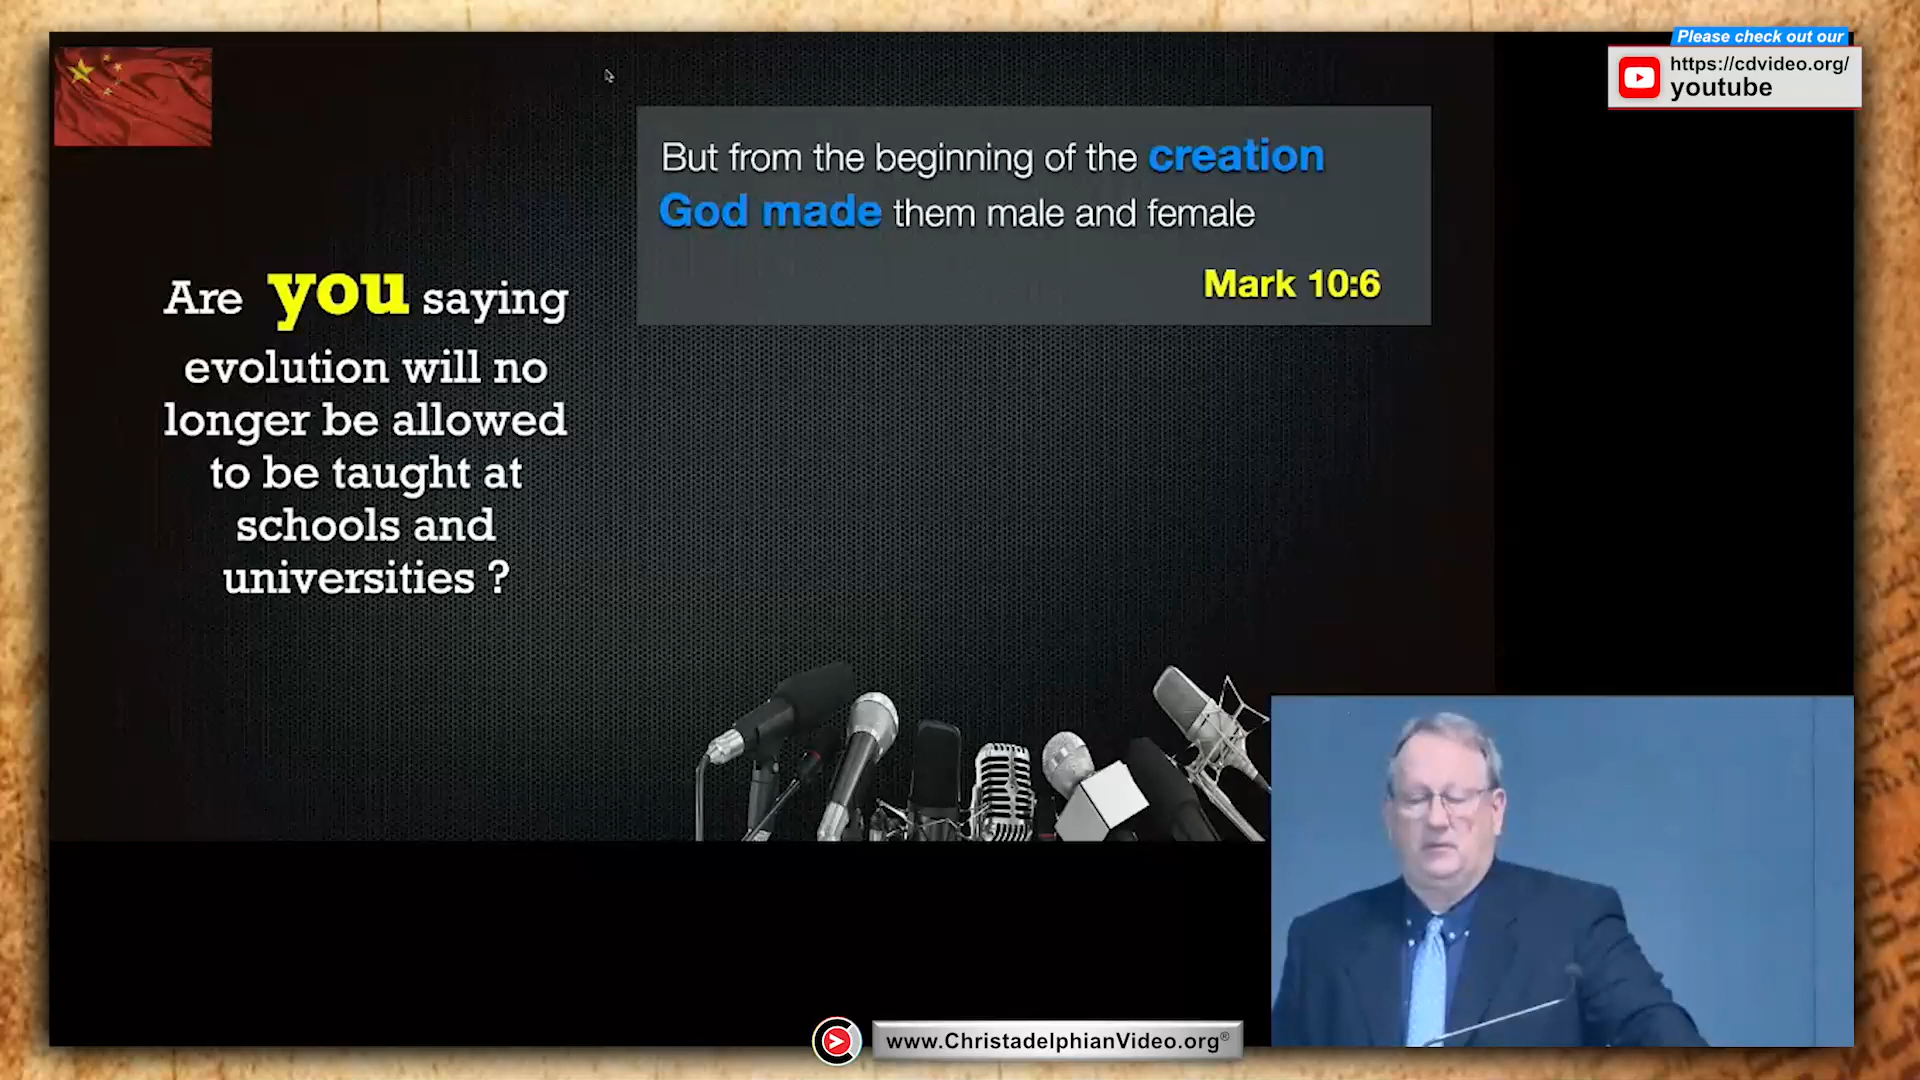 Please check out our
https://cdvideo.org/
youtube
But from the beginning of the creation
God made them male and female
Mark 10:6
Are you saying
evolution will no
longer be allowed
to be taught at
schools and
universities ?
www.ChristadelphianVideo.org®